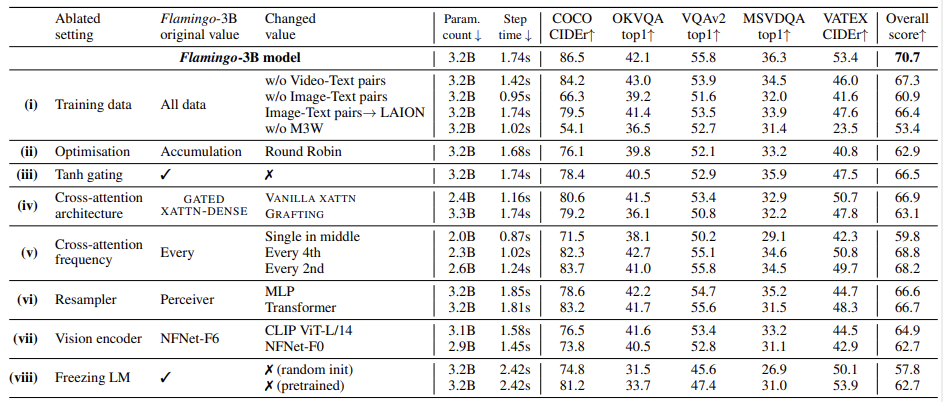 Ablated setting Flamingo-3B original value Changed value Param. count↓ Step time↓ COCO CIDEr↑ OKVQA top1↑ VQAv2 top1↑ MSVDQA top1↑ VATEX CIDEr↑ Overall score↑
Flamingo-3B model 3.2B 1.74s 86.5 42.1 55.8 36.3 53.4 70.7
(i) Training data All data w/o Video-Text pairs 3.2B 1.42s 84.2 43.0 53.9 34.5 46.0 67.3
w/o Image-Text pairs 3.2B 0.95s 66.3 39.2 51.6 32.0 41.6 60.9
Image-Text pairs→ LAION 3.2B 1.74s 79.5 41.4 53.5 33.9 47.6 66.4
w/o M3W 3.2B 1.02s 54.1 36.5 52.7 31.4 23.5 53.4
(ii) Optimisation Accumulation Round Robin 3.2B 1.68s 76.1 39.8 52.1 33.2 40.8 62.9
(iii) Tanh gating ✓ ✗ 3.2B 1.74s 78.4 40.5 52.9 35.9 47.5 66.5
(iv) Cross-attention architecture GATED XATTN-DENSE VANILLA XATTN 2.4B 1.16s 80.6 41.5 53.4 32.9 50.7 66.9
GRAFTING 3.3B 1.74s 79.2 36.1 50.8 32.2 47.8 63.1
(v) Cross-attention frequency Every Single in middle 2.0B 0.87s 71.5 38.1 50.2 29.1 42.3 59.8
Every 4th 2.3B 1.02s 82.3 42.7 55.1 34.6 50.8 68.8
Every 2nd 2.6B 1.24s 83.7 41.0 55.8 34.5 49.7 68.2
(vi) Resampler Perceiver MLP 3.2B 1.85s 78.6 42.2 54.7 35.2 44.7 66.6
Transformer 3.2B 1.81s 83.2 41.7 55.6 31.5 48.3 66.7
(vii) Vision encoder NFNet-F6 CLIP ViT-L/14 3.1B 1.58s 76.5 41.6 53.4 33.2 44.5 64.9
NFNet-F0 2.9B 1.45s 73.8 40.5 52.8 31.1 42.9 62.7
(viii) Freezing LM ✓ ✗ (random init) 3.2B 2.42s 74.8 31.5 45.6 26.9 50.1 57.8
✗ (pretrained) 3.2B 2.42s 81.2 33.7 47.4 31.0 53.9 62.7